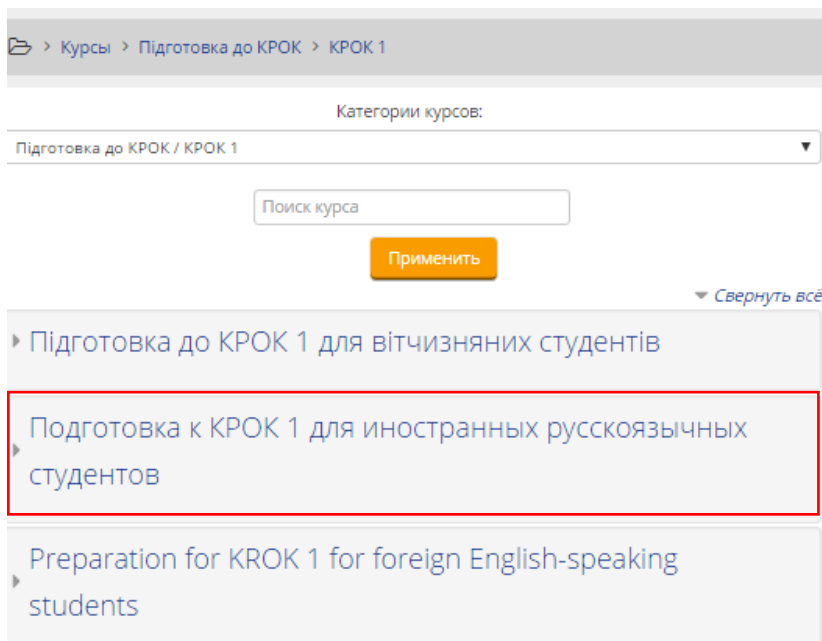 Курсы > Підготовка до КРОК > КРОК 1
Категории курсов:
Підготовка до КРОК / КРОК 1
Поиск курса
Применить
Свернуть всё
Підготовка до КРОК 1 для вітчизняних студентів
Подготовка к КРОК 1 для иностранных русскоязычных
студентов
Preparation for KROK 1 for foreign English-speaking
students